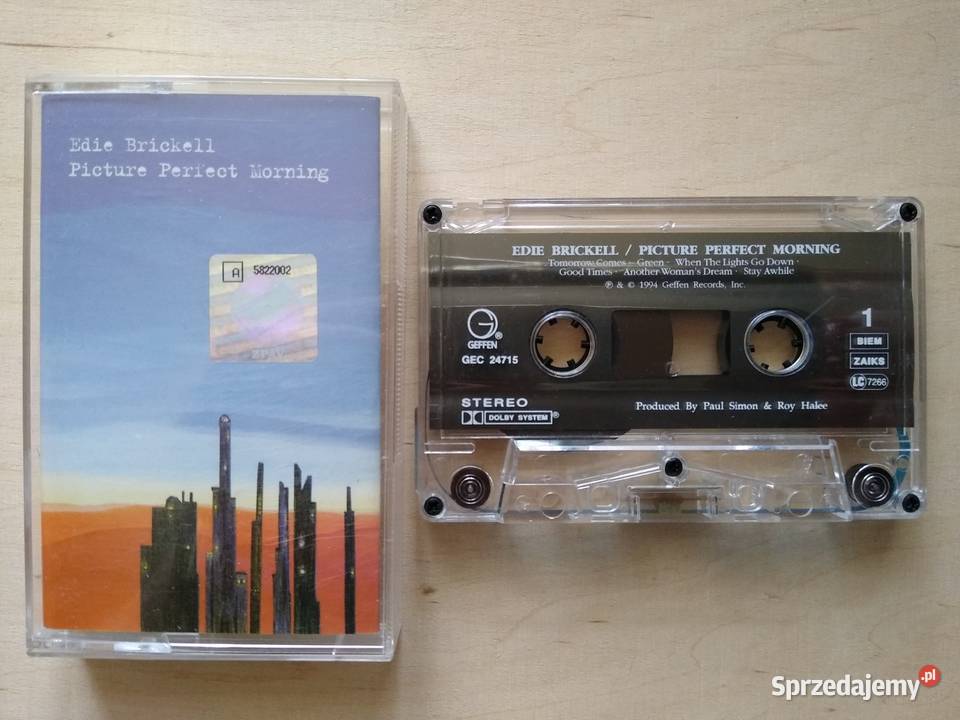 Edie Brickell
Picture Perfect Morning
A 5822002
ZPAV
EDIE BRICKELL / PICTURE PERFECT MORNING
Tomorrow Comes · Green · When The Lights Go Down ·
Good Times · Another Woman's Dream · Stay Awhile
℗ & © 1994 Geffen Records, Inc.
G®
GEFFEN
GEC 24715
1
BIEM
ZAIKS
LC 7266
STEREO
DOLBY SYSTEM®
Produced By Paul Simon & Roy Halee
Sprzedajemy.pl